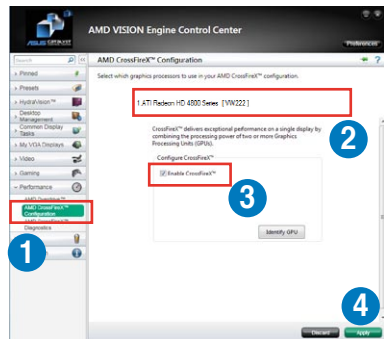 AMD VISION Engine Control Center
Preferences
Search
AMD CrossFireX™ Configuration
?
Select which graphics processors to use in your AMD CrossFireX™ configuration.
Pinned
Presets
HydraVision™
Desktop
Management
Common Display
Tasks
My VGA Displays
Video
Gaming
Performance
AMD OverDrive™
AMD CrossFireX™
Configuration
AMD CrossFireX™
Diagnostics
1 ATI Radeon HD 4800 Series [VW222]
CrossFireX™ delivers exceptional performance on a single display by
combining the processing power of two or more Graphics
Processing Units (GPUs).
Configure CrossFireX™
Enable CrossFireX™
Identify GPU
1
2
3
4
Discard
Apply